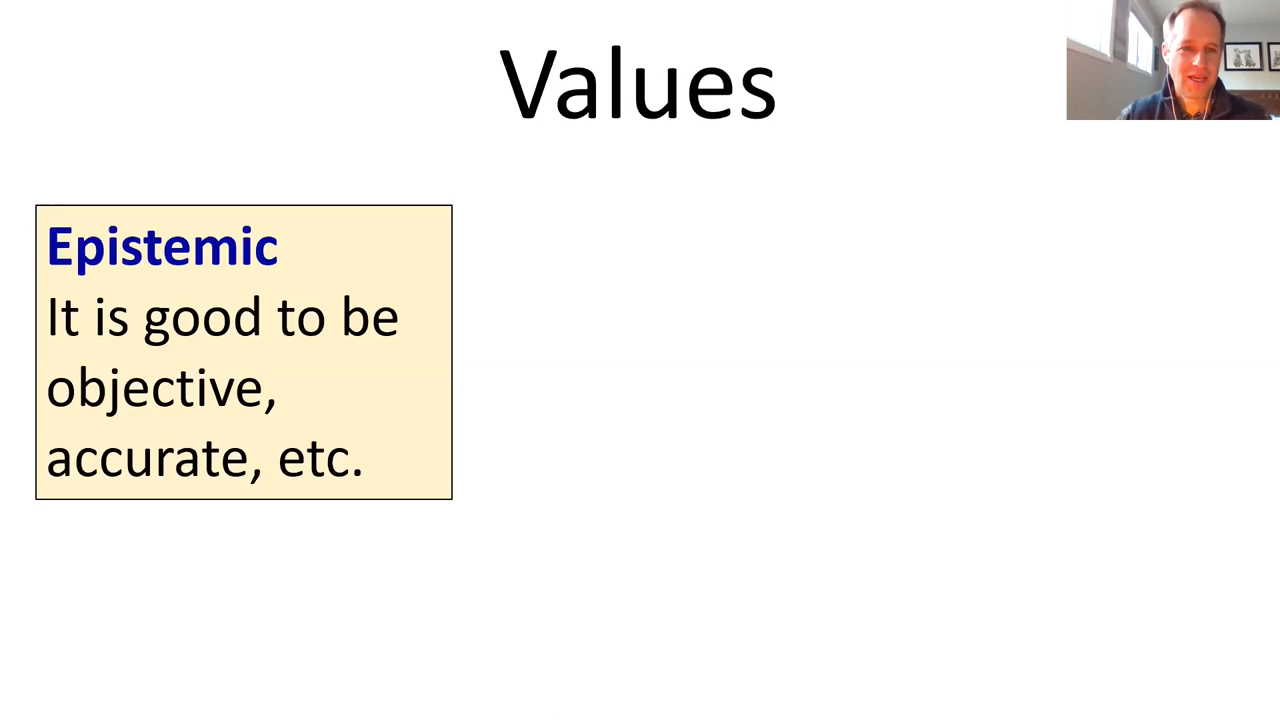 Values
Epistemic
It is good to be
objective,
accurate, etc.